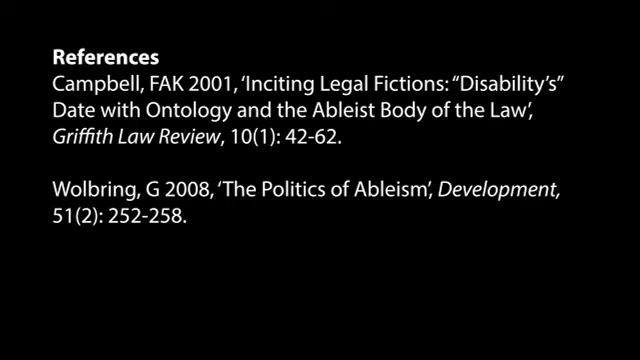 References
Campbell, FAK 2001, ‘Inciting Legal Fictions: “Disability’s”
Date with Ontology and the Ableist Body of the Law’,
Griffith Law Review, 10(1): 42-62.
Wolbring, G 2008, ‘The Politics of Ableism’, Development,
51(2): 252-258.